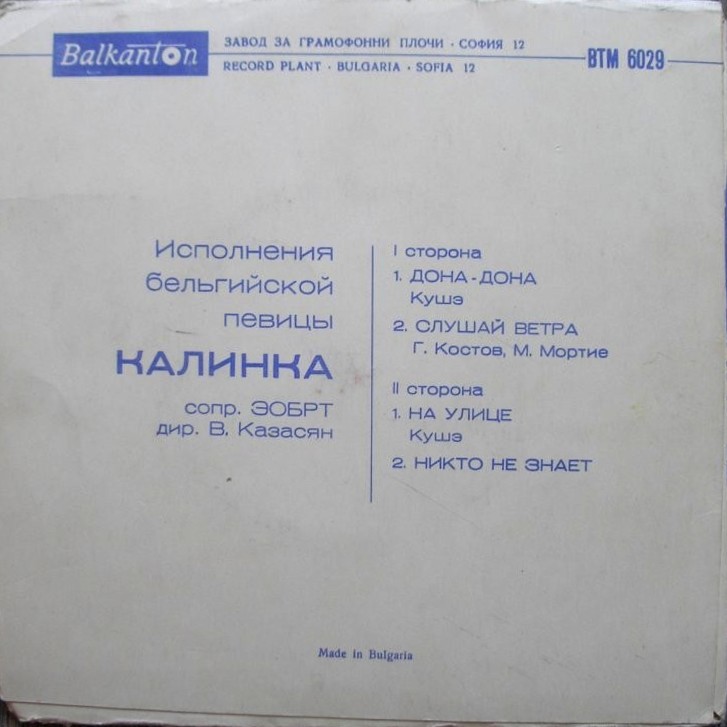 Balkanton
ЗАВОД ЗА ГРАМОФОННИ ПЛОЧИ · СОФИЯ 12
RECORD PLANT · BULGARIA · SOFIA 12
ВТМ 6029
Исполнения
бельгийской
певицы
КАЛИНКА
сопр. ЭОБРТ
дир. В. Казасян
I сторона
1. ДОНА-ДОНА
Кушэ
2. СЛУШАЙ ВЕТРА
Г. Костов, М. Мортие
II сторона
1. НА УЛИЦЕ
Кушэ
2. НИКТО НЕ ЗНАЕТ
Made in Bulgaria